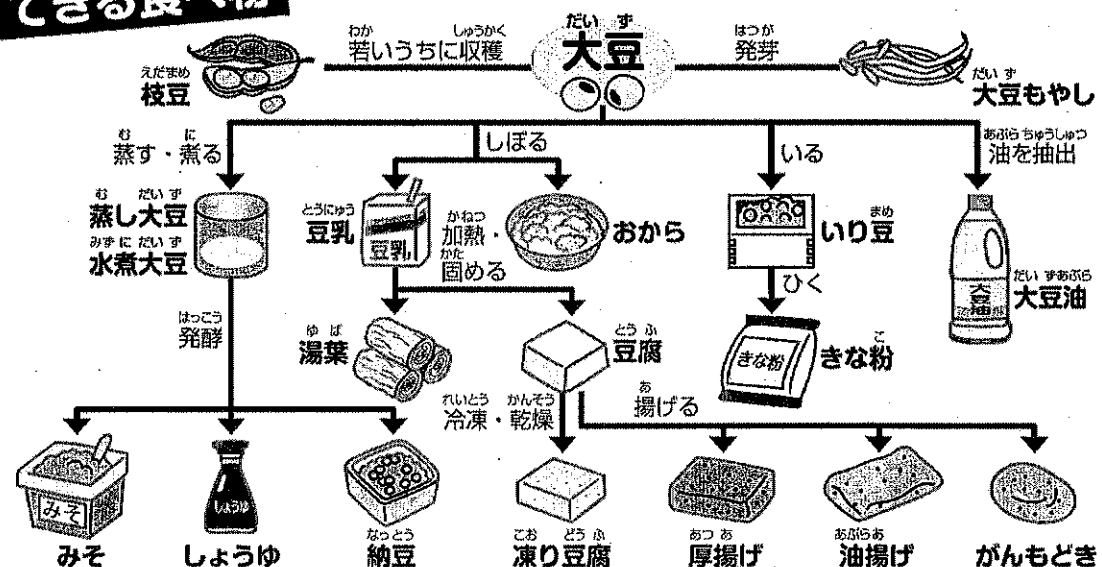 できる食べ物
わか しゅうかく
若いうちに収穫
だい ず
大豆
はつが
発芽
えだまめ
枝豆
だい ず
大豆もやし
む に
蒸す・煮る
しぼる
いる
あぶら ちゅうしゅつ
油を抽出
む だい ず
蒸し大豆
みず に だい ず
水煮大豆
とうにゅう
豆乳
豆乳
かねつ
加熱・
かた
固める
おから
まめ
いり豆
ひく
大豆油
だい ずあぶら
大豆油
はっこう
発酵
ゆ ば
湯葉
とう ふ
豆腐
きな粉
こ
きな粉
れいとう かんそう
冷凍・乾燥
あ
揚げる
みそ
しょうゆ
みそ
しょうゆ
なっとう
納豆
こお どう ふ
凍り豆腐
あつ あ
厚揚げ
あぶらあ
油揚げ
がんもどき